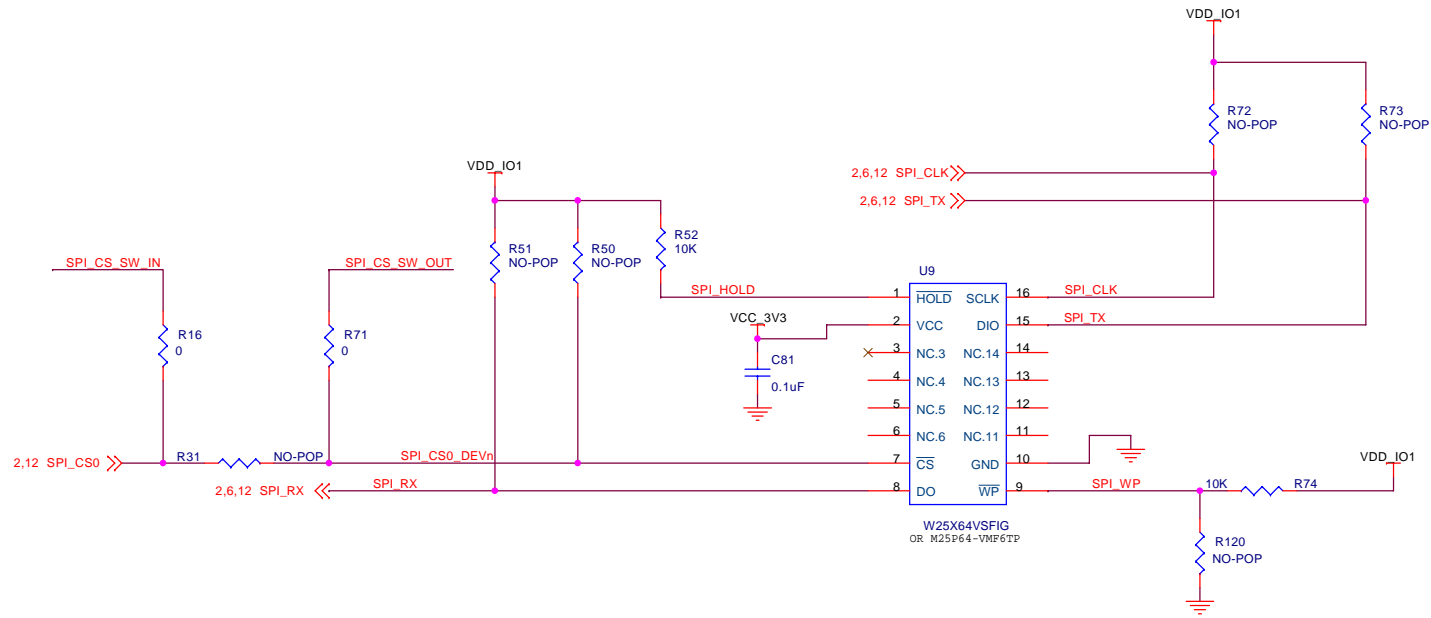 VDD_IO1
R72
NO-POP
R73
NO-POP
2,6,12 SPI_CLK
2,6,12 SPI_TX
VDD_IO1
R51
NO-POP
R50
NO-POP
R52
10K
SPI_CS_SW_IN
SPI_CS_SW_OUT
R16
0
R71
0
SPI_HOLD
VCC_3V3
C81
0.1uF
U9
1 HOLD SCLK 16
2 VCC DIO 15
3 NC.3 NC.14 14
4 NC.4 NC.13 13
5 NC.5 NC.12 12
6 NC.6 NC.11 11
7 CS GND 10
8 DO WP 9
SPI_CLK
SPI_TX
2,12 SPI_CS0
R31
NO-POP
SPI_CS0_DEVn
2,6,12 SPI_RX
SPI_RX
VDD_IO1
SPI_WP
10K
R74
W25X64VSFIG
OR M25P64-VMF6TP
R120
NO-POP